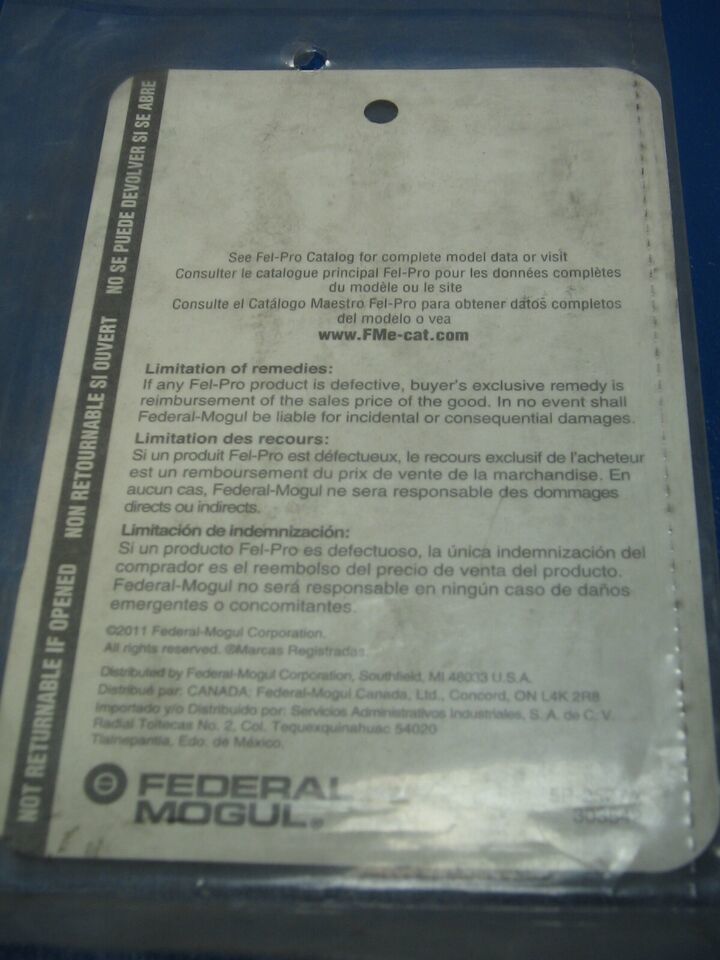 NOT RETURNABLE IF OPENED NON RETOURNABLE SI OUVERT NO SE PUEDE DEVOLVER SI SE ABRE
See Fel-Pro Catalog for complete model data or visit
Consulter le catalogue principal Fel-Pro pour les données complètes
du modèle ou le site
Consulte el Catálogo Maestro Fel-Pro para obtener datos completos
del modelo o vea
www.FMe-cat.com
Limitation of remedies:
If any Fel-Pro product is defective, buyer's exclusive remedy is
reimbursement of the sales price of the good. In no event shall
Federal-Mogul be liable for incidental or consequential damages.
Limitation des recours:
Si un produit Fel-Pro est défectueux, le recours exclusif de l'acheteur
est un remboursement du prix de vente de la marchandise. En
aucun cas, Federal-Mogul ne sera responsable des dommages
directs ou indirects.
Limitación de indemnización:
Si un producto Fel-Pro es defectuoso, la única indemnización del
comprador es el reembolso del precio de venta del producto.
Federal-Mogul no será responsable en ningún caso de daños
emergentes o concomitantes.
©2011 Federal-Mogul Corporation.
All rights reserved. ®Marcas Registradas.
Distributed by Federal-Mogul Corporation, Southfield, MI 48033 U.S.A.
Distribué par: CANADA: Federal-Mogul Canada, Ltd., Concord, ON L4K 2R8
Importado y/o Distribuido por: Servicios Administrativos Industriales, S. A. de C. V.
Radial Toltecas No. 2, Col. Tequexquinahuac 54020
Tlalnepantla, Edo. de México.
FEDERAL
MOGUL®